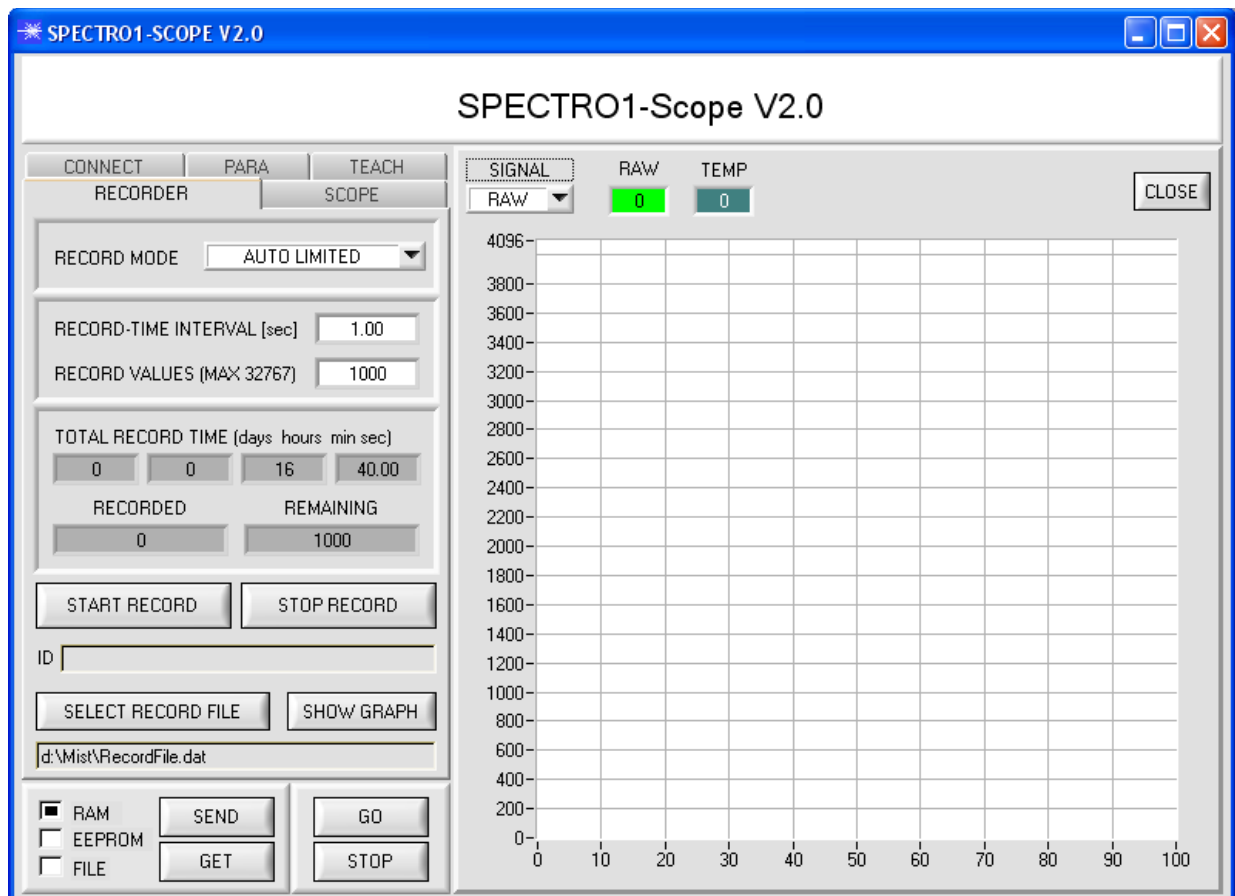 SPECTRO1-SCOPE V2.0
SPECTRO1-Scope V2.0
CONNECT PARA TEACH
RECORDER SCOPE
RECORD MODE AUTO LIMITED
RECORD-TIME INTERVAL [sec] 1.00
RECORD VALUES (MAX 32767) 1000
TOTAL RECORD TIME (days hours min sec)
0 0 16 40.00
RECORDED REMAINING
0 1000
START RECORD STOP RECORD
ID
SELECT RECORD FILE SHOW GRAPH
d:\Mist\RecordFile.dat
RAM
EEPROM
FILE
SEND
GET
GO
STOP
SIGNAL RAW TEMP
RAW 0 0
CLOSE
4096
3800
3600
3400
3200
3000
2800
2600
2400
2200
2000
1800
1600
1400
1200
1000
800
600
400
200
0
0 10 20 30 40 50 60 70 80 90 100